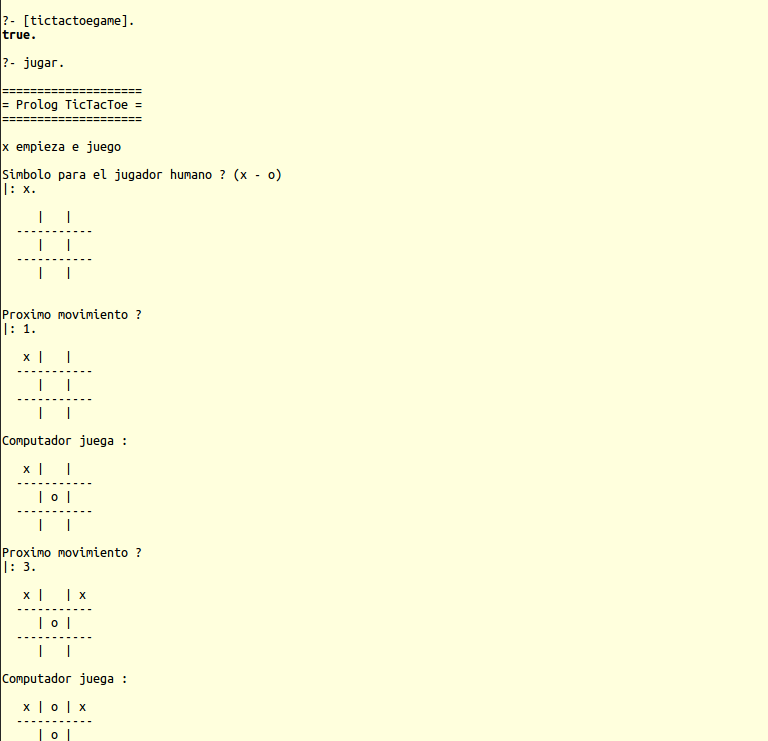 ?- [tictactoegame].
true.
?- jugar.
====================
= Prolog TicTacToe =
====================
x empieza e juego
Simbolo para el jugador humano ? (x - o)
|: x.
     |   |
  -----------
     |   |
  -----------
     |   |
Proximo movimiento ?
|: 1.
   x |   |
  -----------
     |   |
  -----------
     |   |
Computador juega :
   x |   |
  -----------
     | o |
  -----------
     |   |
Proximo movimiento ?
|: 3.
   x |   | x
  -----------
     | o |
  -----------
     |   |
Computador juega :
   x | o | x
  -----------
     | o |